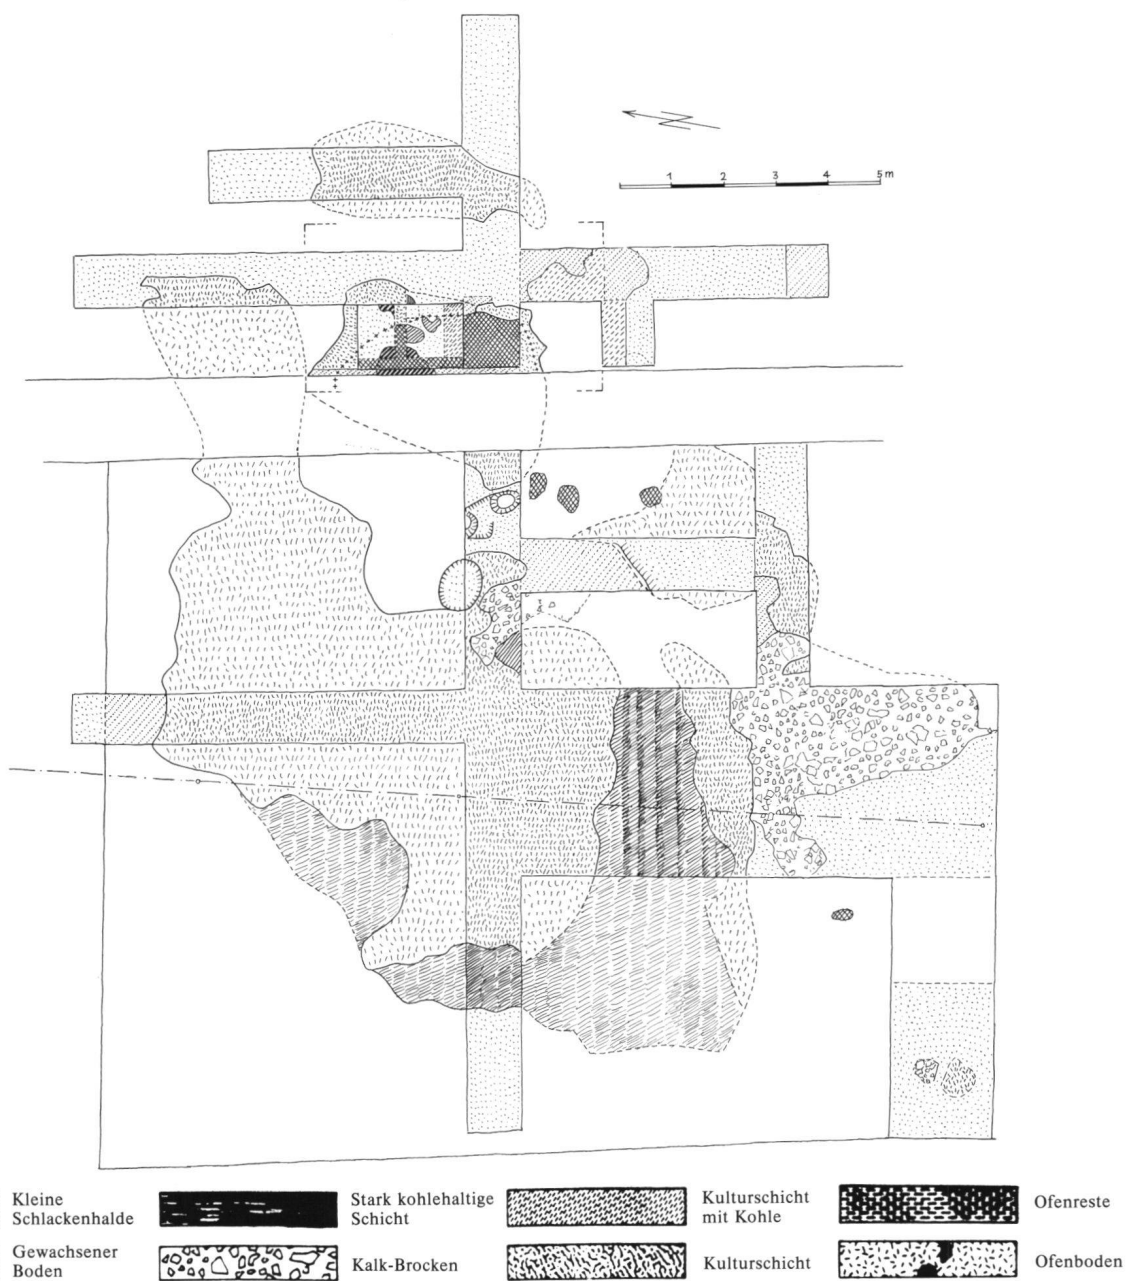 1 2 3 4 5 m
Kleine
Schlackenhalde
Stark kohlehaltige
Schicht
Kulturschicht
mit Kohle
Ofenreste
Gewachsener
Boden
Kalk-Brocken
Kulturschicht
Ofenboden